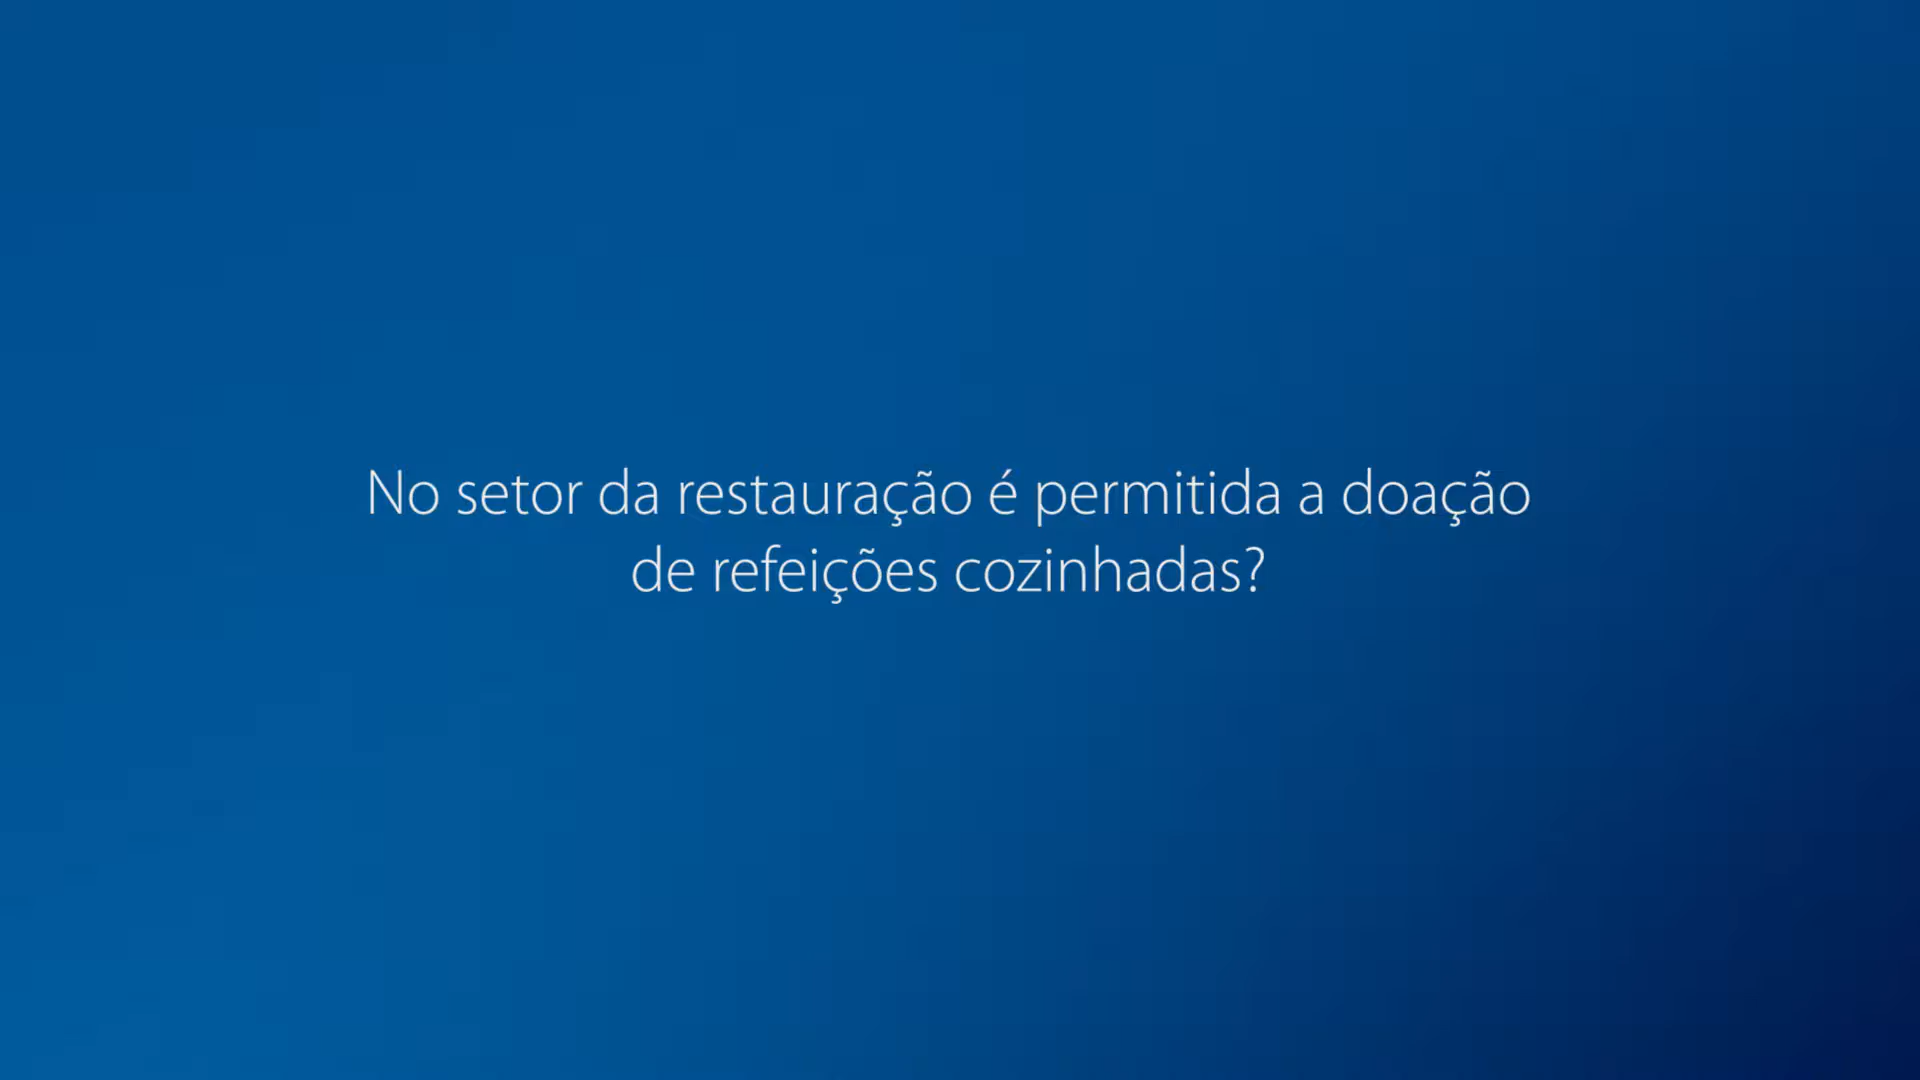 No setor da restauração é permitida a doação
de refeições cozinhadas?